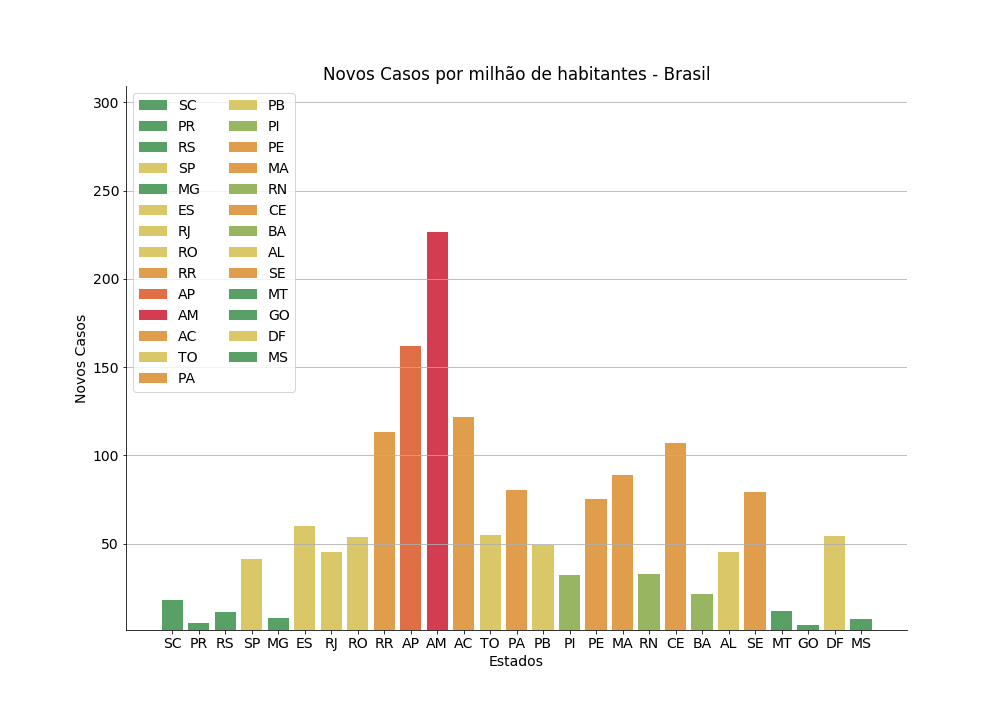 Novos Casos por milhão de habitantes - Brasil
300
250
200
150
100
50
Novos Casos
SC
PR
RS
SP
MG
ES
RJ
RO
RR
AP
AM
AC
TO
PA
PB
PI
PE
MA
RN
CE
BA
AL
SE
MT
GO
DF
MS
SC PR RS SP MG ES RJ RO RR AP AM AC TO PA PB PI PE MA RN CE BA AL SE MT GO DF MS
Estados